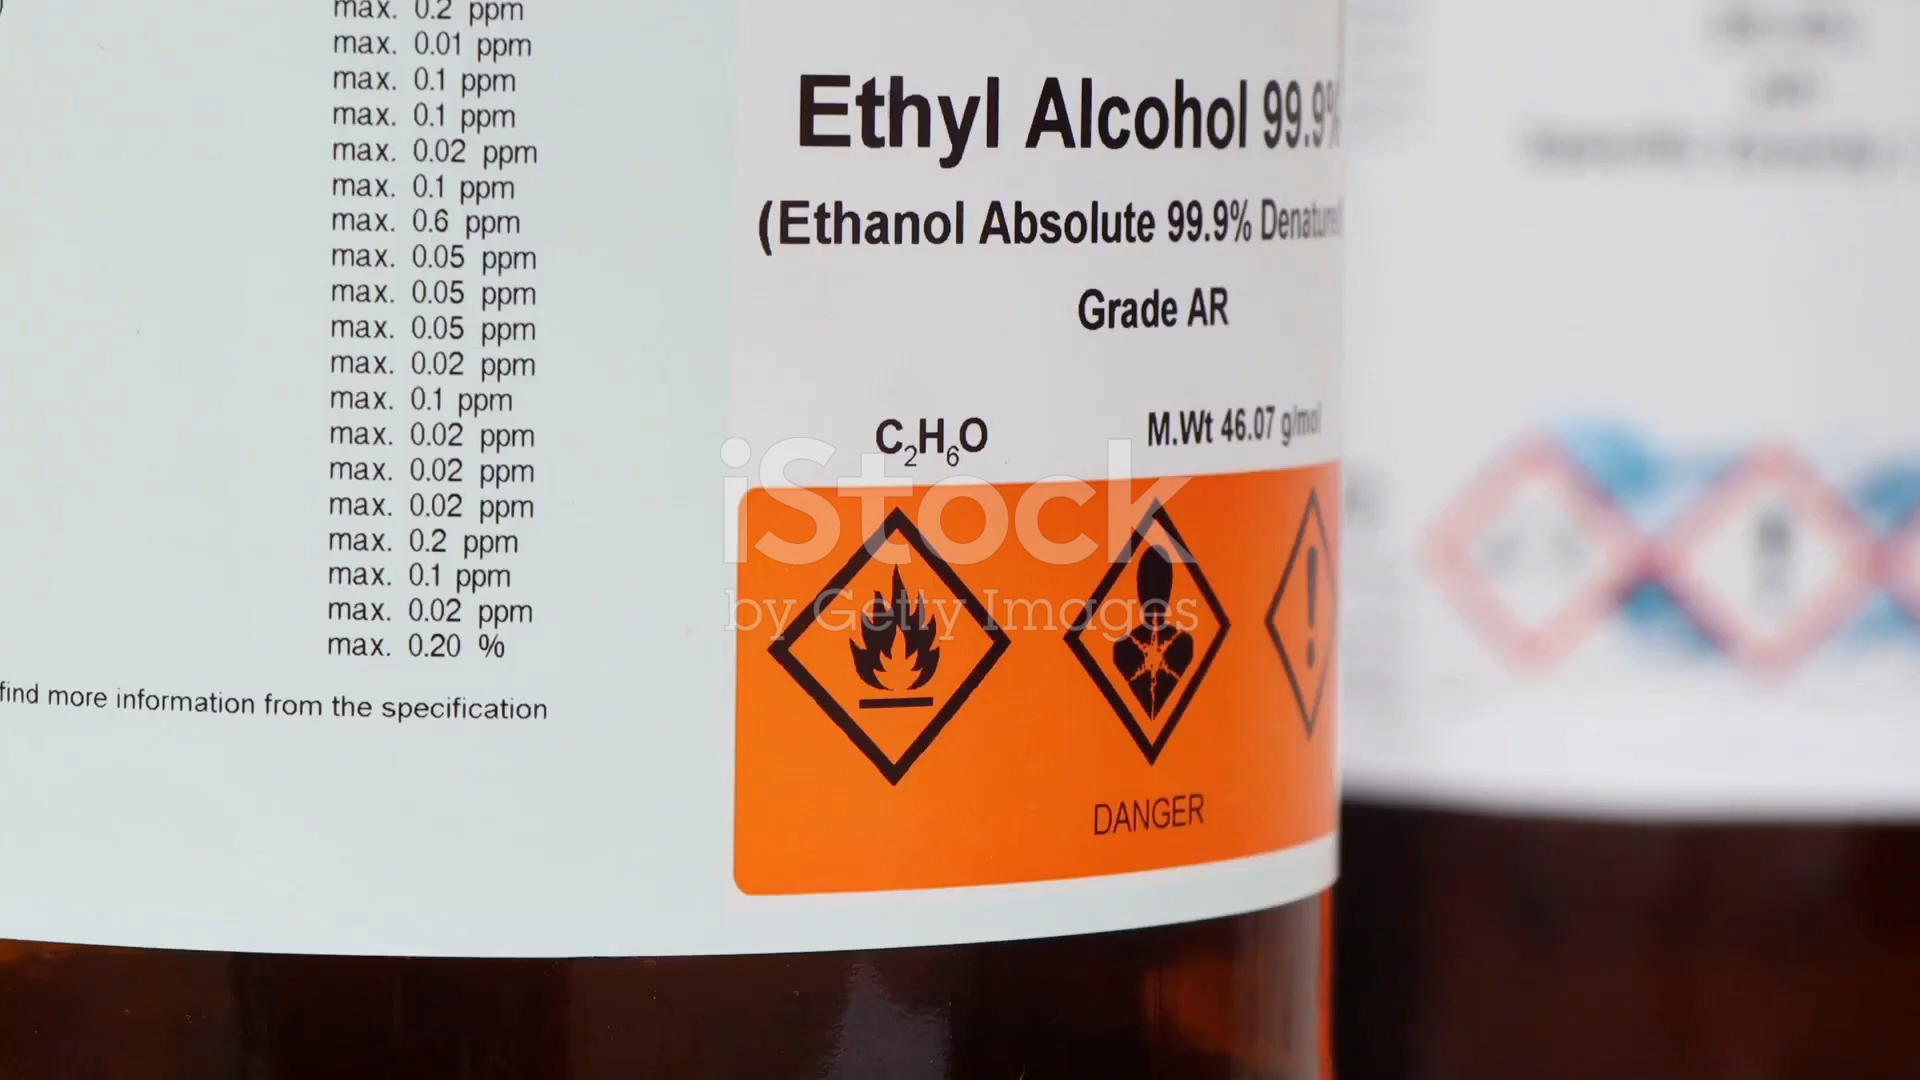 max. 0.2 ppm
max. 0.01 ppm
max. 0.1 ppm
max. 0.1 ppm
max. 0.02 ppm
max. 0.1 ppm
max. 0.6 ppm
max. 0.05 ppm
max. 0.05 ppm
max. 0.05 ppm
max. 0.02 ppm
max. 0.1 ppm
max. 0.02 ppm
max. 0.02 ppm
max. 0.02 ppm
max. 0.2 ppm
max. 0.1 ppm
max. 0.02 ppm
max. 0.20 %
find more information from the specification
Ethyl Alcohol 99.9%
(Ethanol Absolute 99.9% Denatured
Grade AR
C₂H₆O
M.Wt 46.07 g/mol
DANGER
iStock
by Getty Images